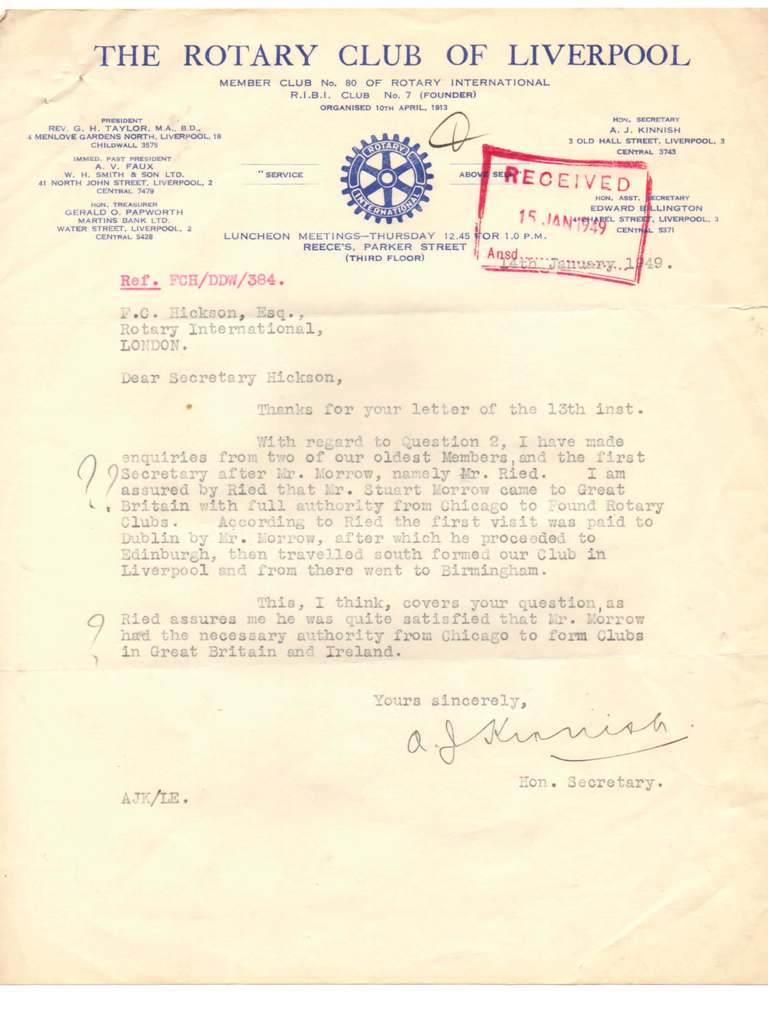 THE ROTARY CLUB OF LIVERPOOL
MEMBER CLUB No. 80 OF ROTARY INTERNATIONAL
R.I.B.I. CLUB No. 7 (FOUNDER)
ORGANISED 10TH APRIL, 1913
PRESIDENT
REV. G. H. TAYLOR, M.A., B.D.,
4 MENLOVE GARDENS NORTH, LIVERPOOL, 18
CHILDWALL 3575
IMMED. PAST PRESIDENT
A. V. FAUX
W. H. SMITH & SON LTD.
41 NORTH JOHN STREET, LIVERPOOL, 2
CENTRAL 7479
HON. TREASURER
GERALD O. PAPWORTH
MARTINS BANK LTD.
WATER STREET, LIVERPOOL, 2
CENTRAL 5428
"SERVICE
ROTARY
INTERNATIONAL
ABOVE SELF"
HON. SECRETARY
A. J. KINNISH
3 OLD HALL STREET, LIVERPOOL, 3
CENTRAL 3743
HON. ASST. SECRETARY
EDWARD BILLINGTON
CHAPEL STREET, LIVERPOOL, 3
CENTRAL 5371
RECEIVED
15 JAN 1949
Ansd.
LUNCHEON MEETINGS—THURSDAY 12.45 FOR 1.0 P.M.
REECE'S, PARKER STREET
(THIRD FLOOR)
14th January, 1949.
Ref. FCH/DDW/384.
F.C. Hickson, Esq.,
Rotary International,
LONDON.
Dear Secretary Hickson,
Thanks for your letter of the 13th inst.
With regard to Question 2, I have made
enquiries from two of our oldest Members, and the first
? ? Secretary after Mr. Morrow, namely Mr. Ried. I am
assured by Ried that Mr. Stuart Morrow came to Great
Britain with full authority from Chicago to Found Rotary
Clubs. According to Ried the first visit was paid to
Dublin by Mr. Morrow, after which he proceeded to
Edinburgh, then travelled south formed our Club in
Liverpool and from there went to Birmingham.
This, I think, covers your question, as
? Ried assures me he was quite satisfied that Mr. Morrow
had the necessary authority from Chicago to form Clubs
in Great Britain and Ireland.
Yours sincerely,
A. J. Kinnish.
Hon. Secretary.
AJK/LE.